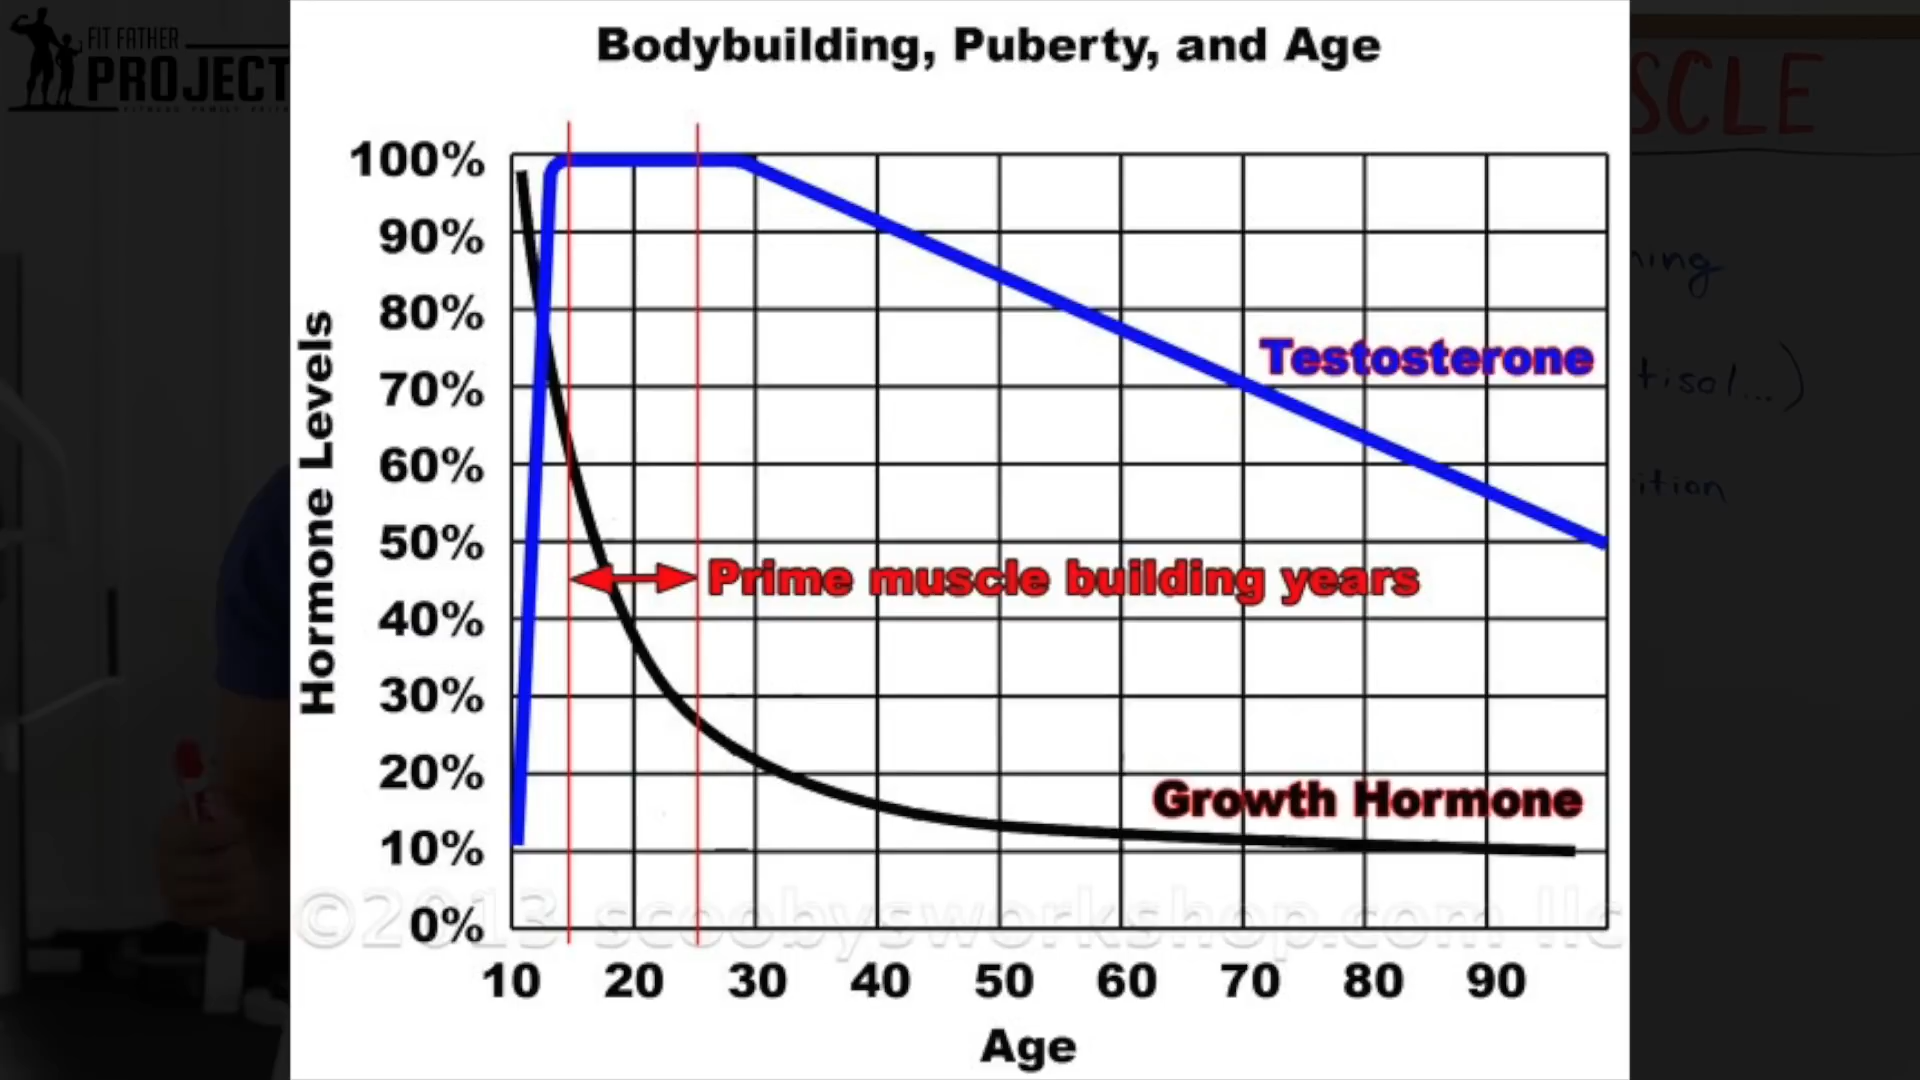 FIT FATHER
PROJECT
Bodybuilding, Puberty, and Age
100%
90%
80%
70%
60%
50%
40%
30%
20%
10%
0%
Hormone Levels
Testosterone
Prime muscle building years
Growth Hormone
©2013 scoobysworkshop.com llc
10 20 30 40 50 60 70 80 90
Age
SCLE
ning
tisol...)
ition